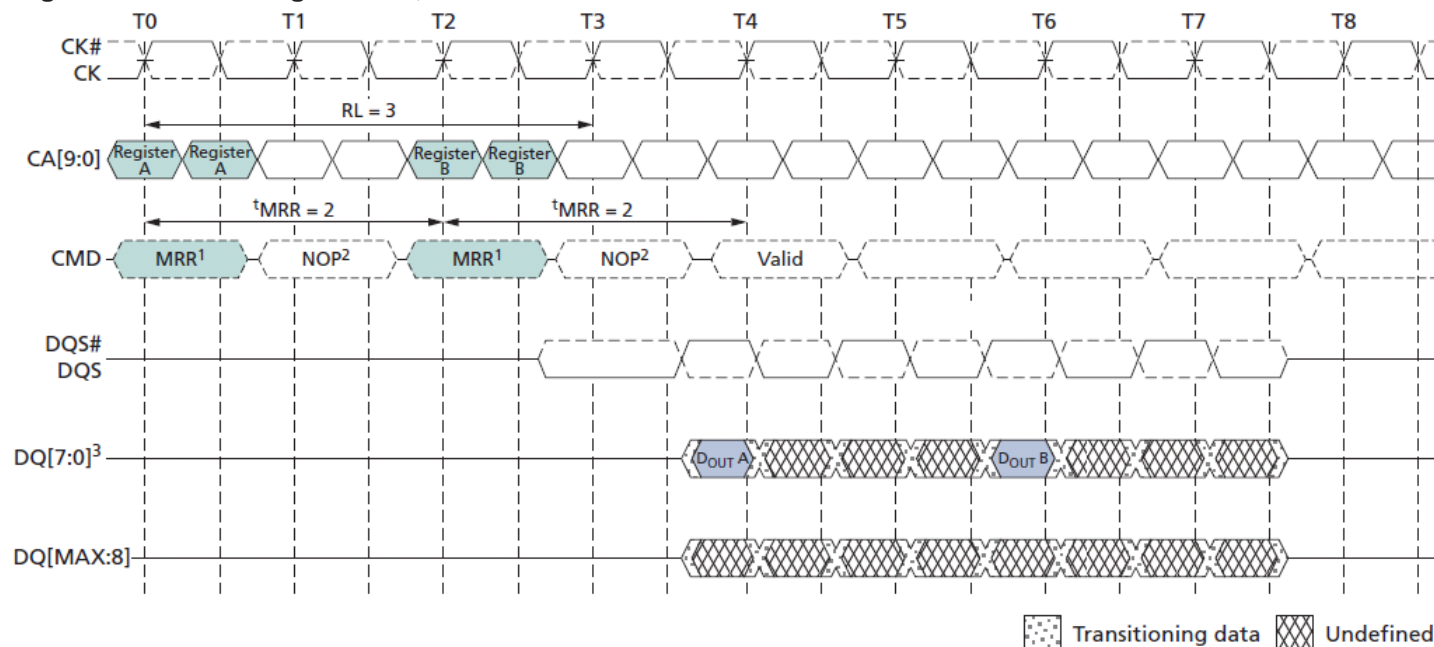 T0 T1 T2 T3 T4 T5 T6 T7 T8
CK#
CK
RL = 3
CA[9:0] Register A Register A Register B Register B
tMRR = 2 tMRR = 2
CMD MRR1 NOP2 MRR1 NOP2 Valid
DQS#
DQS
DQ[7:0]3 DOUT A DOUT B
DQ[MAX:8]
Transitioning data Undefined